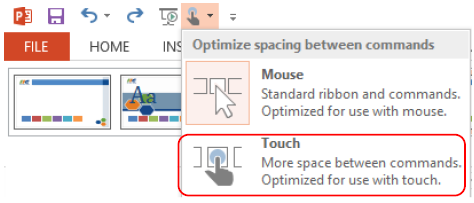 FILE HOME INS
Optimize spacing between commands
Mouse
Standard ribbon and commands.
Optimized for use with mouse.
Touch
More space between commands.
Optimized for use with touch.
Aa